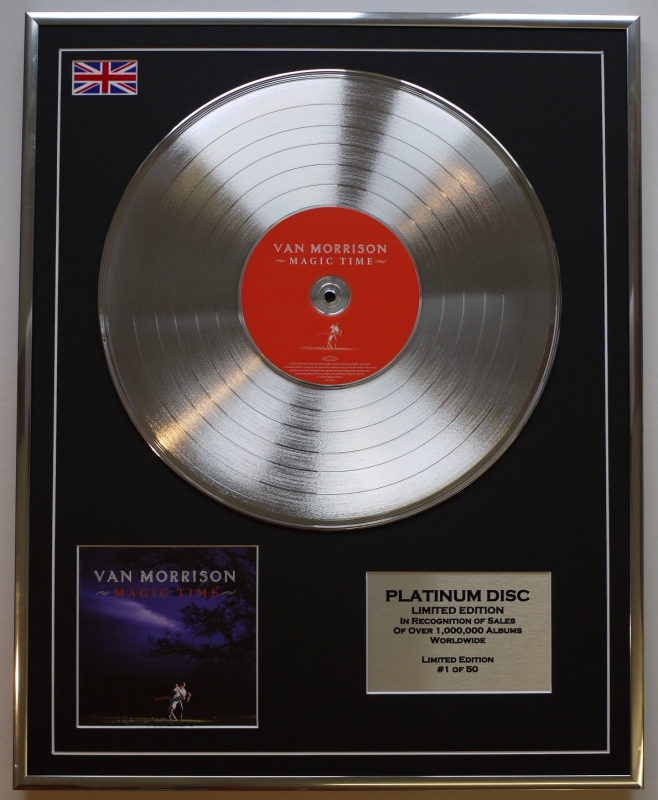 VAN MORRISON
~MAGIC TIME~
VAN MORRISON
~MAGIC TIME~
PLATINUM DISC
LIMITED EDITION
IN RECOGNITION OF SALES
OF OVER 1,000,000 ALBUMS
WORLDWIDE
LIMITED EDITION
#1 OF 50